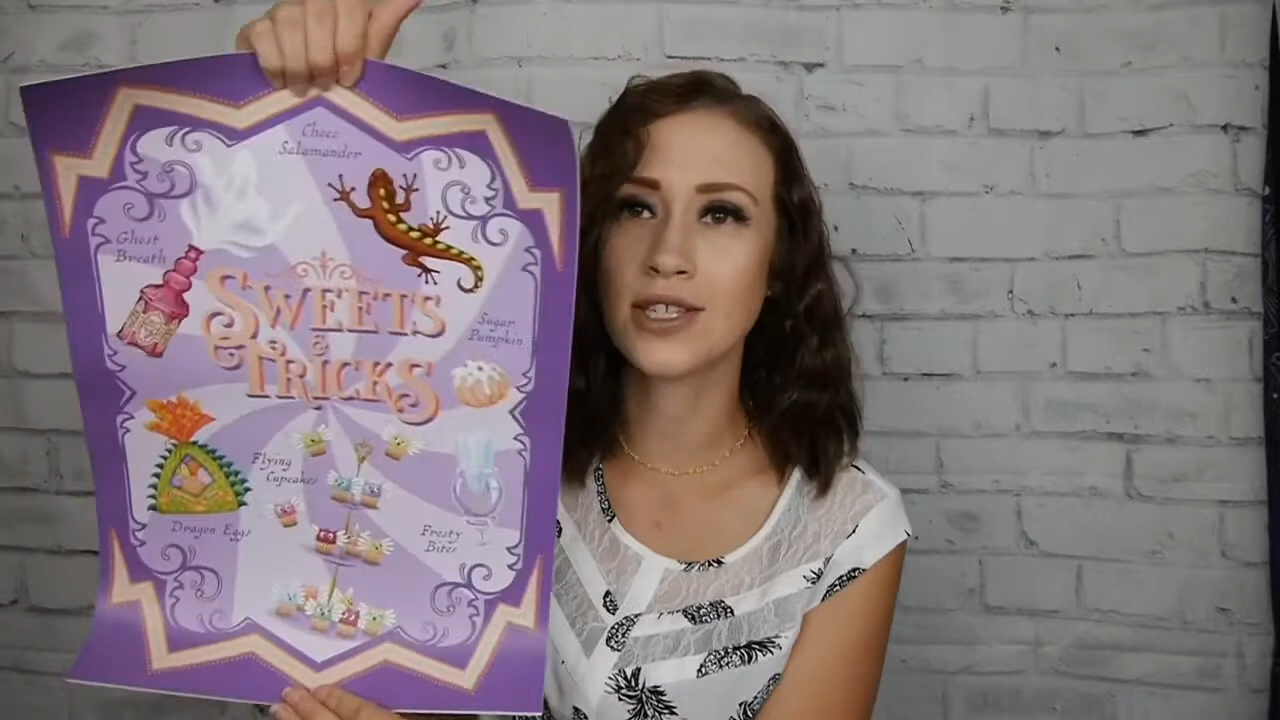 Choco
Salamander
Ghost
Breath
SWEETS
&
TRICKS
Sugar
Pumpkin
Flying
Cupcakes
Dragon Eggs
Frosty
Bites